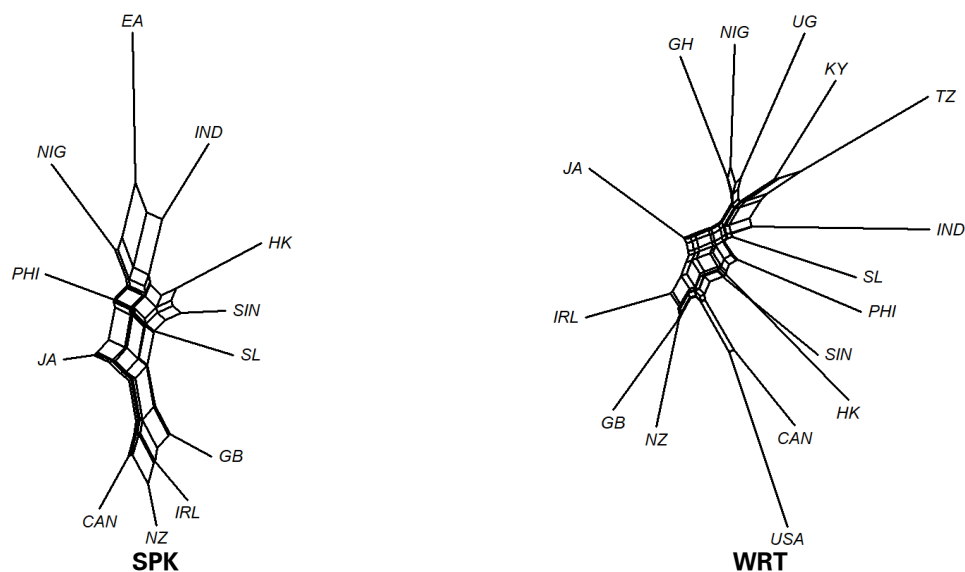 EA
IND
NIG
HK
PHI
SIN
SL
JA
GB
CAN
IRL
NZ
SPK
UG
NIG
GH
KY
TZ
JA
IND
SL
PHI
IRL
SIN
HK
GB
NZ
CAN
USA
WRT